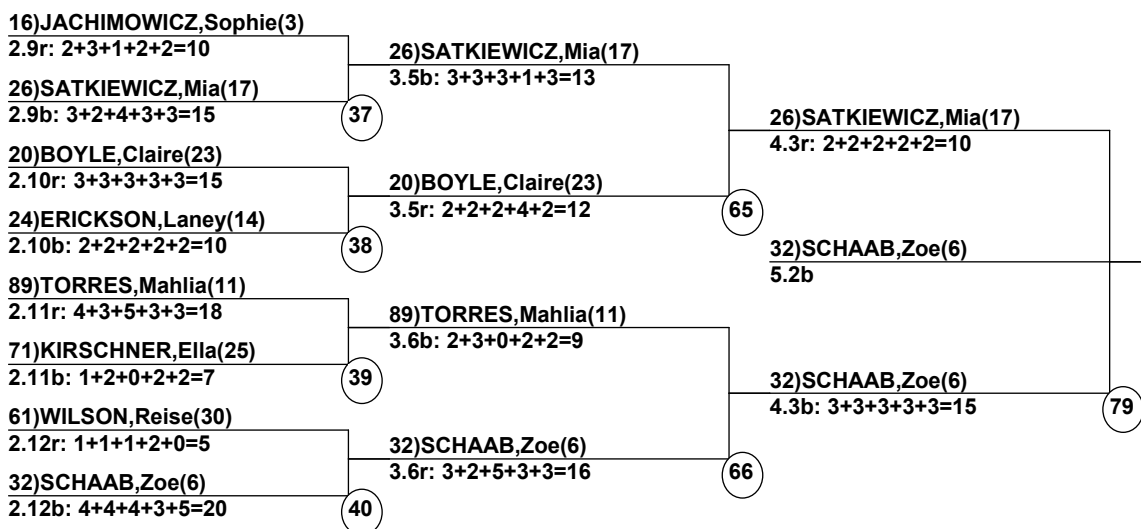 16)JACHIMOWICZ,Sophie(3)
2.9r: 2+3+1+2+2=10
26)SATKIEWICZ,Mia(17)
2.9b: 3+2+4+3+3=15
37
20)BOYLE,Claire(23)
2.10r: 3+3+3+3+3=15
24)ERICKSON,Laney(14)
2.10b: 2+2+2+2+2=10
38
89)TORRES,Mahlia(11)
2.11r: 4+3+5+3+3=18
71)KIRSCHNER,Ella(25)
2.11b: 1+2+0+2+2=7
39
61)WILSON,Reise(30)
2.12r: 1+1+1+2+0=5
32)SCHAAB,Zoe(6)
2.12b: 4+4+4+3+5=20
40
26)SATKIEWICZ,Mia(17)
3.5b: 3+3+3+1+3=13
20)BOYLE,Claire(23)
3.5r: 2+2+2+4+2=12
65
89)TORRES,Mahlia(11)
3.6b: 2+3+0+2+2=9
32)SCHAAB,Zoe(6)
3.6r: 3+2+5+3+3=16
66
26)SATKIEWICZ,Mia(17)
4.3r: 2+2+2+2+2=10
32)SCHAAB,Zoe(6)
5.2b
32)SCHAAB,Zoe(6)
4.3b: 3+3+3+3+3=15
79